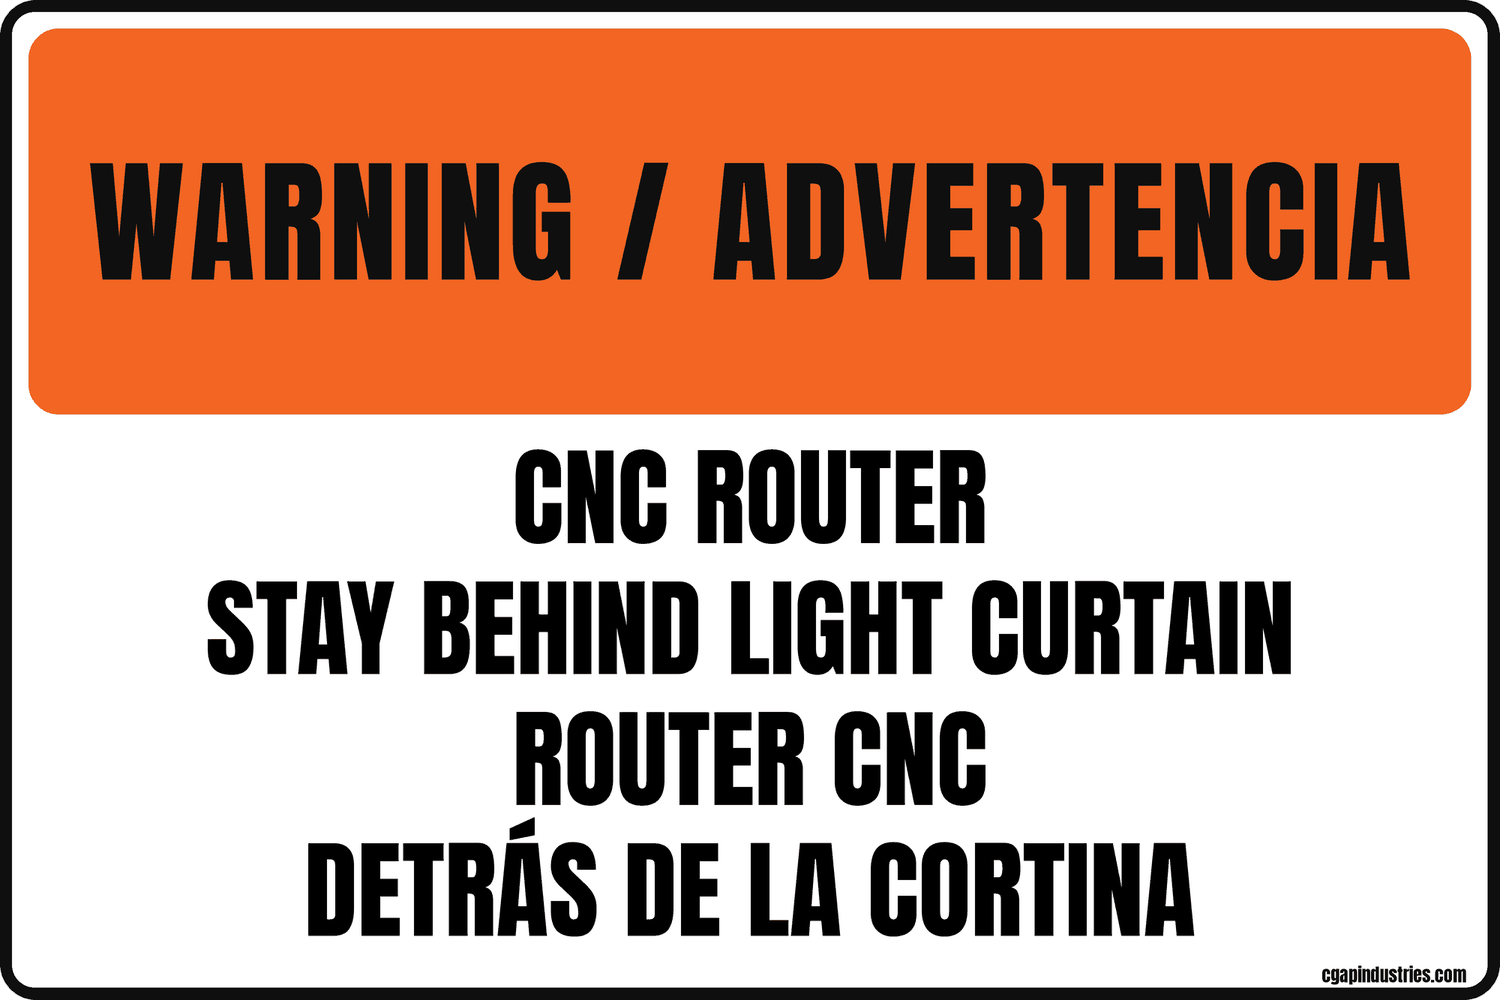 WARNING / ADVERTENCIA
CNC ROUTER
STAY BEHIND LIGHT CURTAIN
ROUTER CNC
DETRÁS DE LA CORTINA
cgapindustries.com